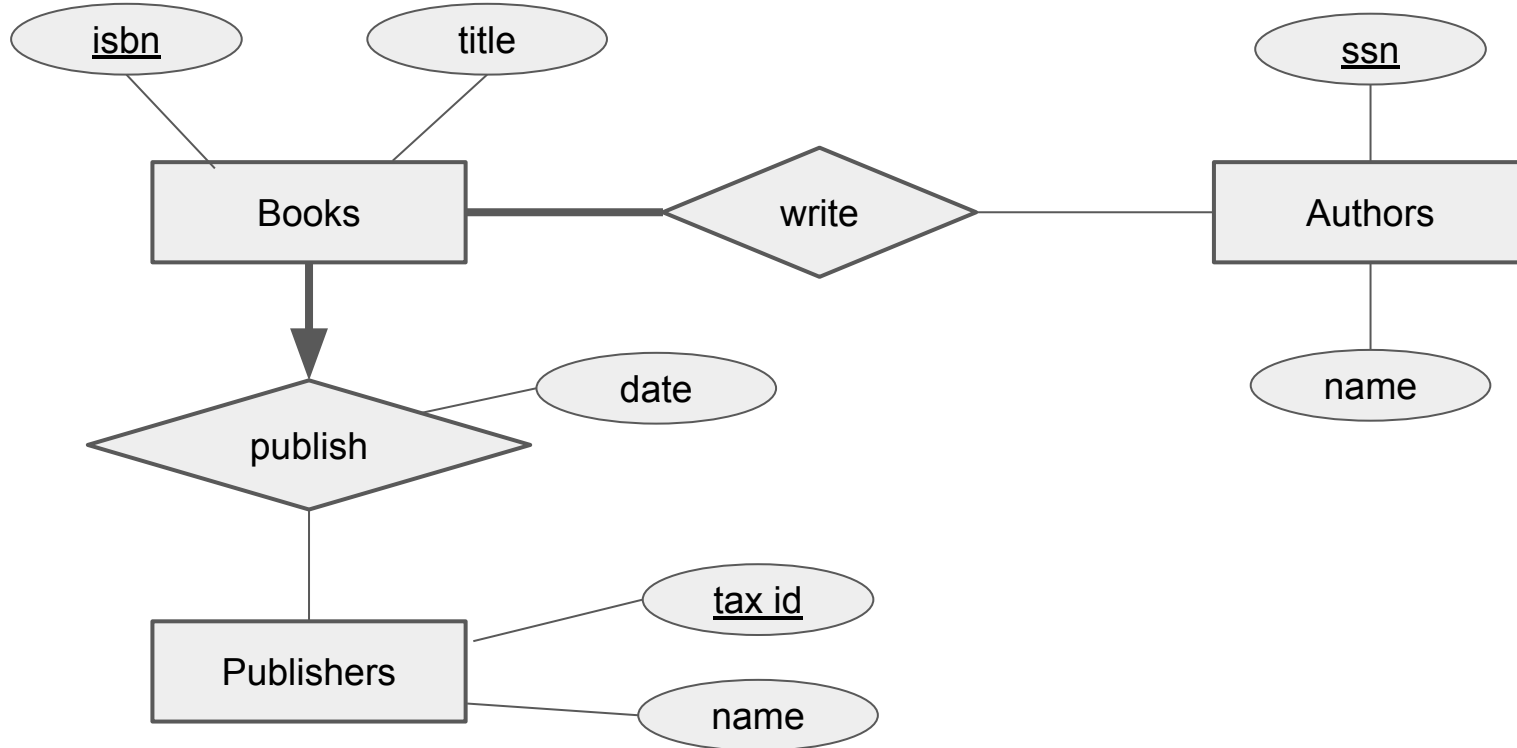 isbn
title
ssn
Books
write
Authors
date
name
publish
tax id
Publishers
name